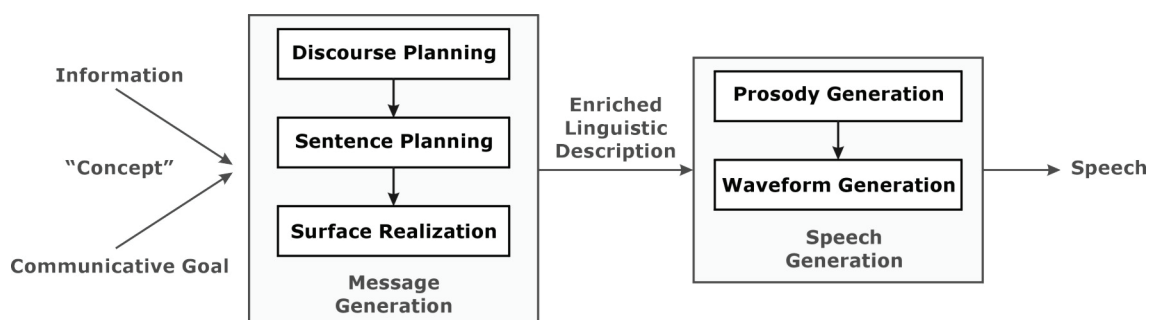 Information
"Concept"
Communicative Goal
Discourse Planning
Sentence Planning
Surface Realization
Message
Generation
Enriched
Linguistic
Description
Prosody Generation
Waveform Generation
Speech
Generation
Speech